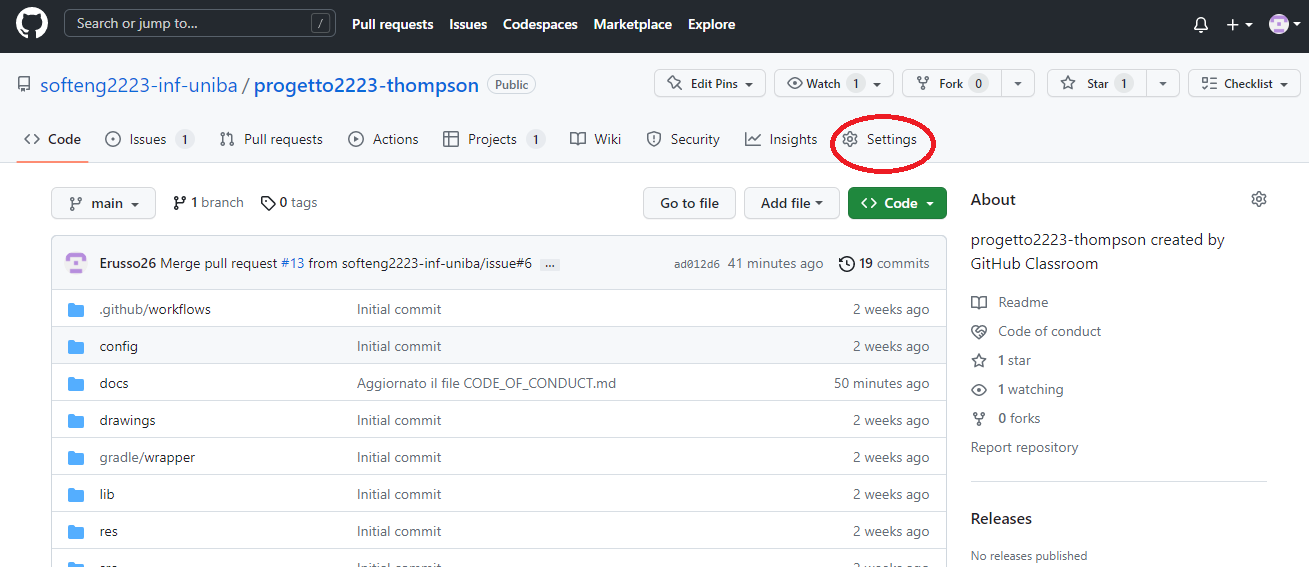 Search or jump to... / Pull requests Issues Codespaces Marketplace Explore
softeng2223-inf-uniba / progetto2223-thompson Public Edit Pins Watch 1 Fork 0 Star 1 Checklist
Code Issues 1 Pull requests Actions Projects 1 Wiki Security Insights Settings
main 1 branch 0 tags Go to file Add file Code
Erusso26 Merge pull request #13 from softeng2223-inf-uniba/issue#6 ... ad012d6 41 minutes ago 19 commits
.github/workflows Initial commit 2 weeks ago
config Initial commit 2 weeks ago
docs Aggiornato il file CODE_OF_CONDUCT.md 50 minutes ago
drawings Initial commit 2 weeks ago
gradle/wrapper Initial commit 2 weeks ago
lib Initial commit 2 weeks ago
res Initial commit 2 weeks ago
About
progetto2223-thompson created by
GitHub Classroom
Readme
Code of conduct
1 star
1 watching
0 forks
Report repository
Releases
No releases published